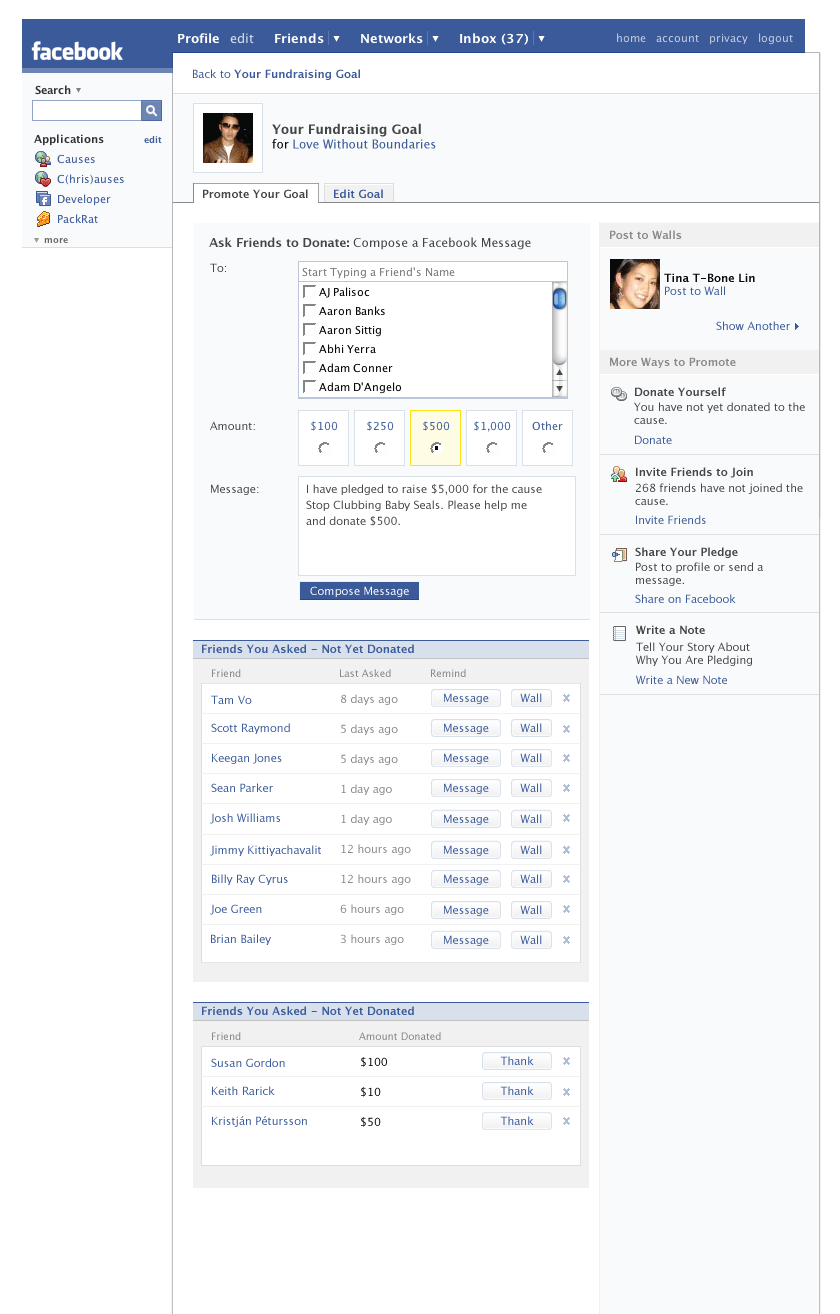 facebook
Profile edit Friends Networks Inbox (37) home account privacy logout
Search
Applications edit
Causes
C(hris)auses
Developer
PackRat
more
Back to Your Fundraising Goal
Your Fundraising Goal
for Love Without Boundaries
Promote Your Goal Edit Goal
Ask Friends to Donate: Compose a Facebook Message
To: Start Typing a Friend's Name
AJ Palisoc
Aaron Banks
Aaron Sittig
Abhi Yerra
Adam Conner
Adam D'Angelo
Amount: $100 $250 $500 $1,000 Other
Message: I have pledged to raise $5,000 for the cause
Stop Clubbing Baby Seals. Please help me
and donate $500.
Compose Message
Friends You Asked – Not Yet Donated
Friend Last Asked Remind
Tam Vo 8 days ago Message Wall x
Scott Raymond 5 days ago Message Wall x
Keegan Jones 5 days ago Message Wall x
Sean Parker 1 day ago Message Wall x
Josh Williams 1 day ago Message Wall x
Jimmy Kittiyachavalit 12 hours ago Message Wall x
Billy Ray Cyrus 12 hours ago Message Wall x
Joe Green 6 hours ago Message Wall x
Brian Bailey 3 hours ago Message Wall x
Friends You Asked – Not Yet Donated
Friend Amount Donated
Susan Gordon $100 Thank x
Keith Rarick $10 Thank x
Kristján Pétursson $50 Thank x
Post to Walls
Tina T-Bone Lin
Post to Wall
Show Another
More Ways to Promote
Donate Yourself
You have not yet donated to the
cause.
Donate
Invite Friends to Join
268 friends have not joined the
cause.
Invite Friends
Share Your Pledge
Post to profile or send a
message.
Share on Facebook
Write a Note
Tell Your Story About
Why You Are Pledging
Write a New Note